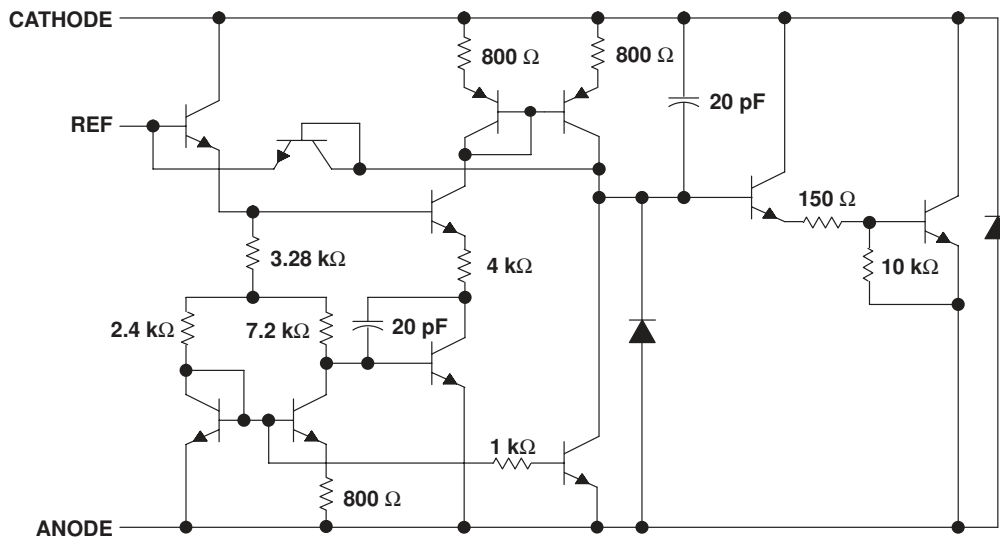 CATHODE
800 Ω
800 Ω
20 pF
REF
150 Ω
3.28 kΩ
4 kΩ
10 kΩ
2.4 kΩ
7.2 kΩ
20 pF
1 kΩ
800 Ω
ANODE